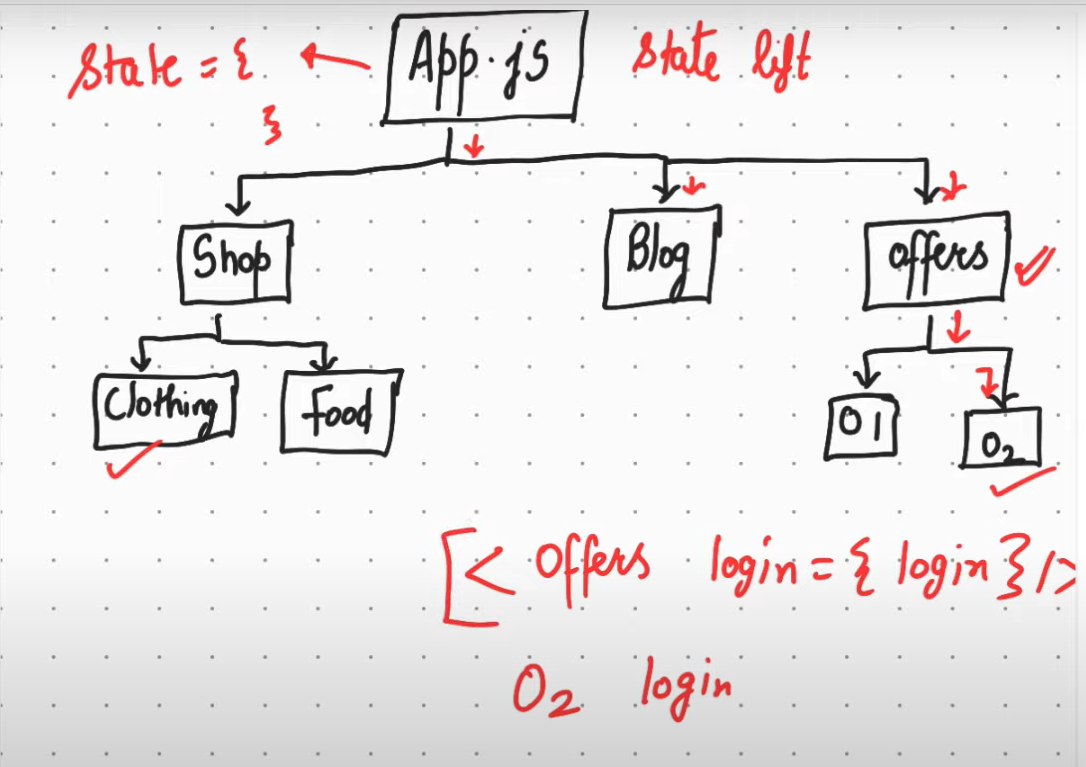 State = {
}
App.js
State lift
Shop
Blog
offers
Clothing
food
O1
O2
[< Offers login = { login } />
O2 login